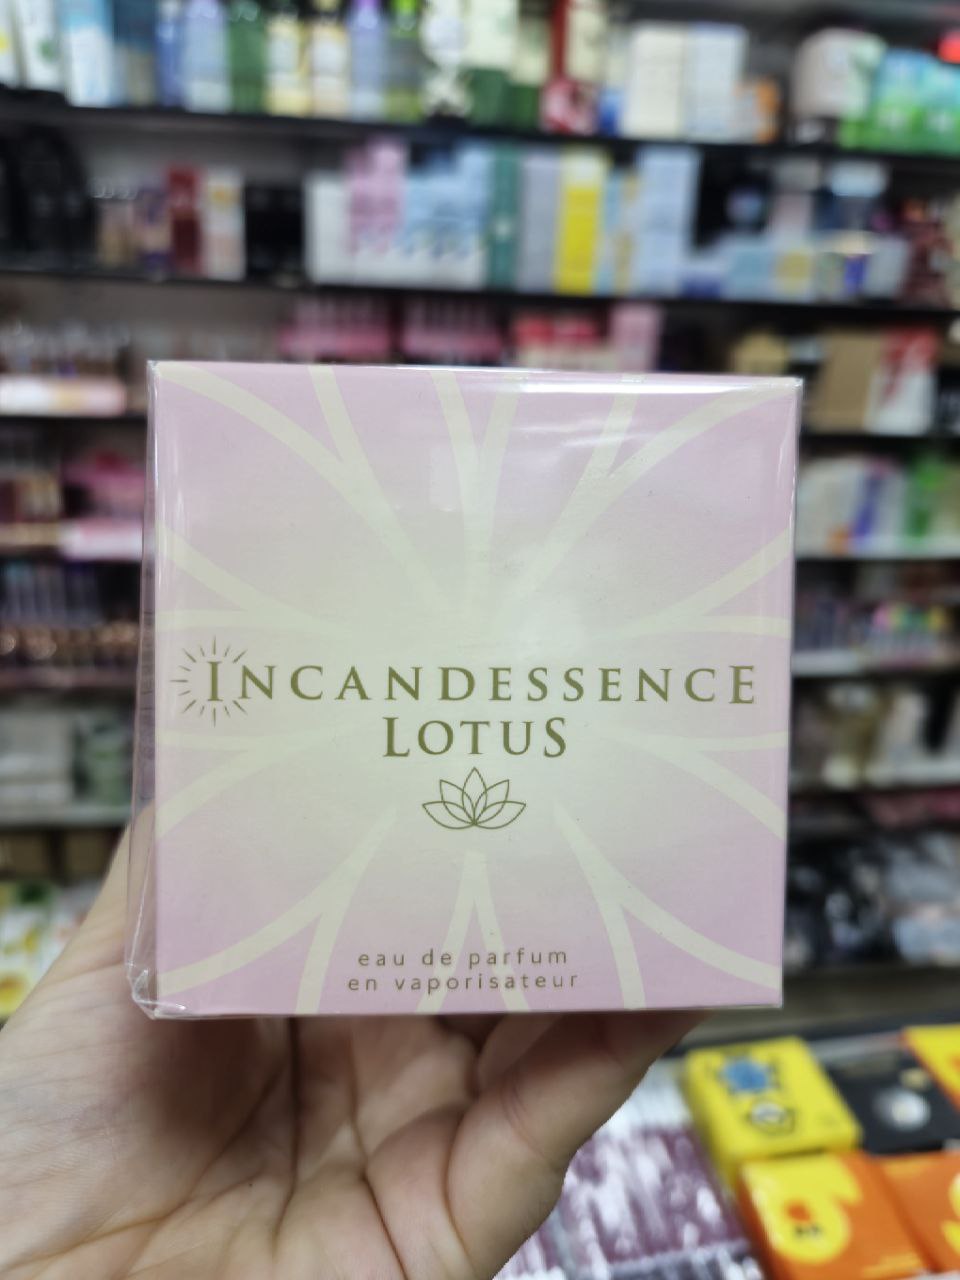 INCANDESSENCE
LOTUS
eau de parfum
en vaporisateur